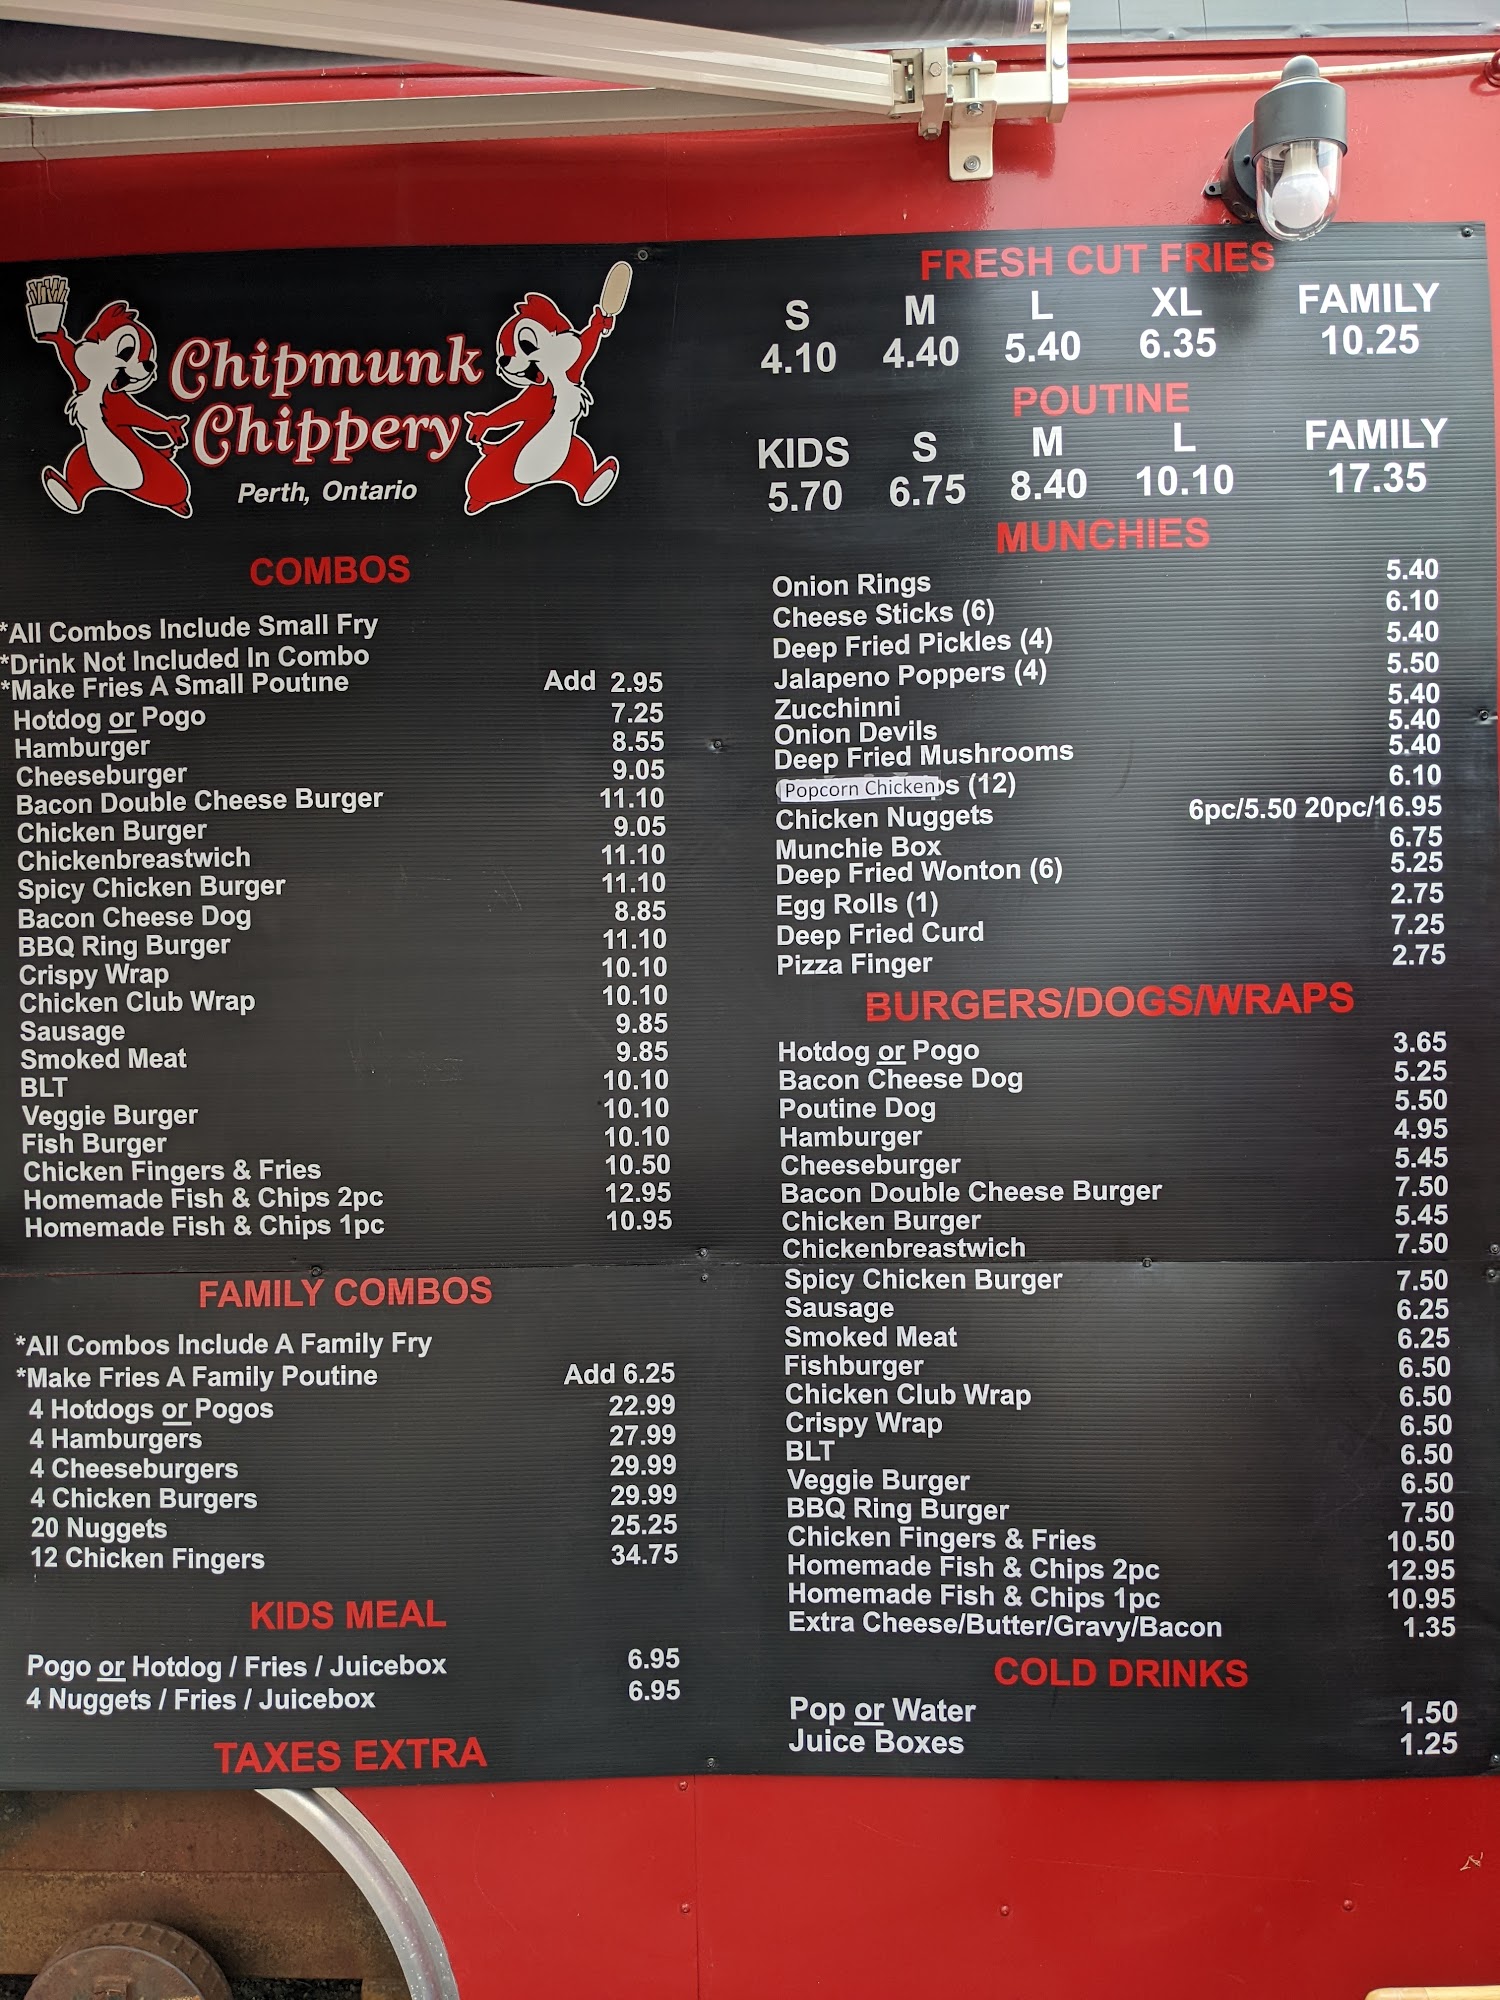 Chipmunk
Chippery
Perth, Ontario
COMBOS
*All Combos Include Small Fry
*Drink Not Included In Combo
*Make Fries A Small Poutine Add 2.95
Hotdog or Pogo 7.25
Hamburger 8.55
Cheeseburger 9.05
Bacon Double Cheese Burger 11.10
Chicken Burger 9.05
Chickenbreastwich 11.10
Spicy Chicken Burger 11.10
Bacon Cheese Dog 8.85
BBQ Ring Burger 11.10
Crispy Wrap 10.10
Chicken Club Wrap 10.10
Sausage 9.85
Smoked Meat 9.85
BLT 10.10
Veggie Burger 10.10
Fish Burger 10.10
Chicken Fingers & Fries 10.50
Homemade Fish & Chips 2pc 12.95
Homemade Fish & Chips 1pc 10.95
FAMILY COMBOS
*All Combos Include A Family Fry
*Make Fries A Family Poutine Add 6.25
4 Hotdogs or Pogos 22.99
4 Hamburgers 27.99
4 Cheeseburgers 29.99
4 Chicken Burgers 29.99
20 Nuggets 25.25
12 Chicken Fingers 34.75
KIDS MEAL
Pogo or Hotdog / Fries / Juicebox 6.95
4 Nuggets / Fries / Juicebox 6.95
TAXES EXTRA
FRESH CUT FRIES
S M L XL FAMILY
4.10 4.40 5.40 6.35 10.25
POUTINE
KIDS S M L FAMILY
5.70 6.75 8.40 10.10 17.35
MUNCHIES
Onion Rings 5.40
Cheese Sticks (6) 6.10
Deep Fried Pickles (4) 5.40
Jalapeno Poppers (4) 5.50
Zucchinni 5.40
Onion Devils 5.40
Deep Fried Mushrooms 5.40
Popcorn Chicken s (12) 6.10
Chicken Nuggets 6pc/5.50 20pc/16.95
Munchie Box 6.75
Deep Fried Wonton (6) 5.25
Egg Rolls (1) 2.75
Deep Fried Curd 7.25
Pizza Finger 2.75
BURGERS/DOGS/WRAPS
Hotdog or Pogo 3.65
Bacon Cheese Dog 5.25
Poutine Dog 5.50
Hamburger 4.95
Cheeseburger 5.45
Bacon Double Cheese Burger 7.50
Chicken Burger 5.45
Chickenbreastwich 7.50
Spicy Chicken Burger 7.50
Sausage 6.25
Smoked Meat 6.25
Fishburger 6.50
Chicken Club Wrap 6.50
Crispy Wrap 6.50
BLT 6.50
Veggie Burger 6.50
BBQ Ring Burger 7.50
Chicken Fingers & Fries 10.50
Homemade Fish & Chips 2pc 12.95
Homemade Fish & Chips 1pc 10.95
Extra Cheese/Butter/Gravy/Bacon 1.35
COLD DRINKS
Pop or Water 1.50
Juice Boxes 1.25